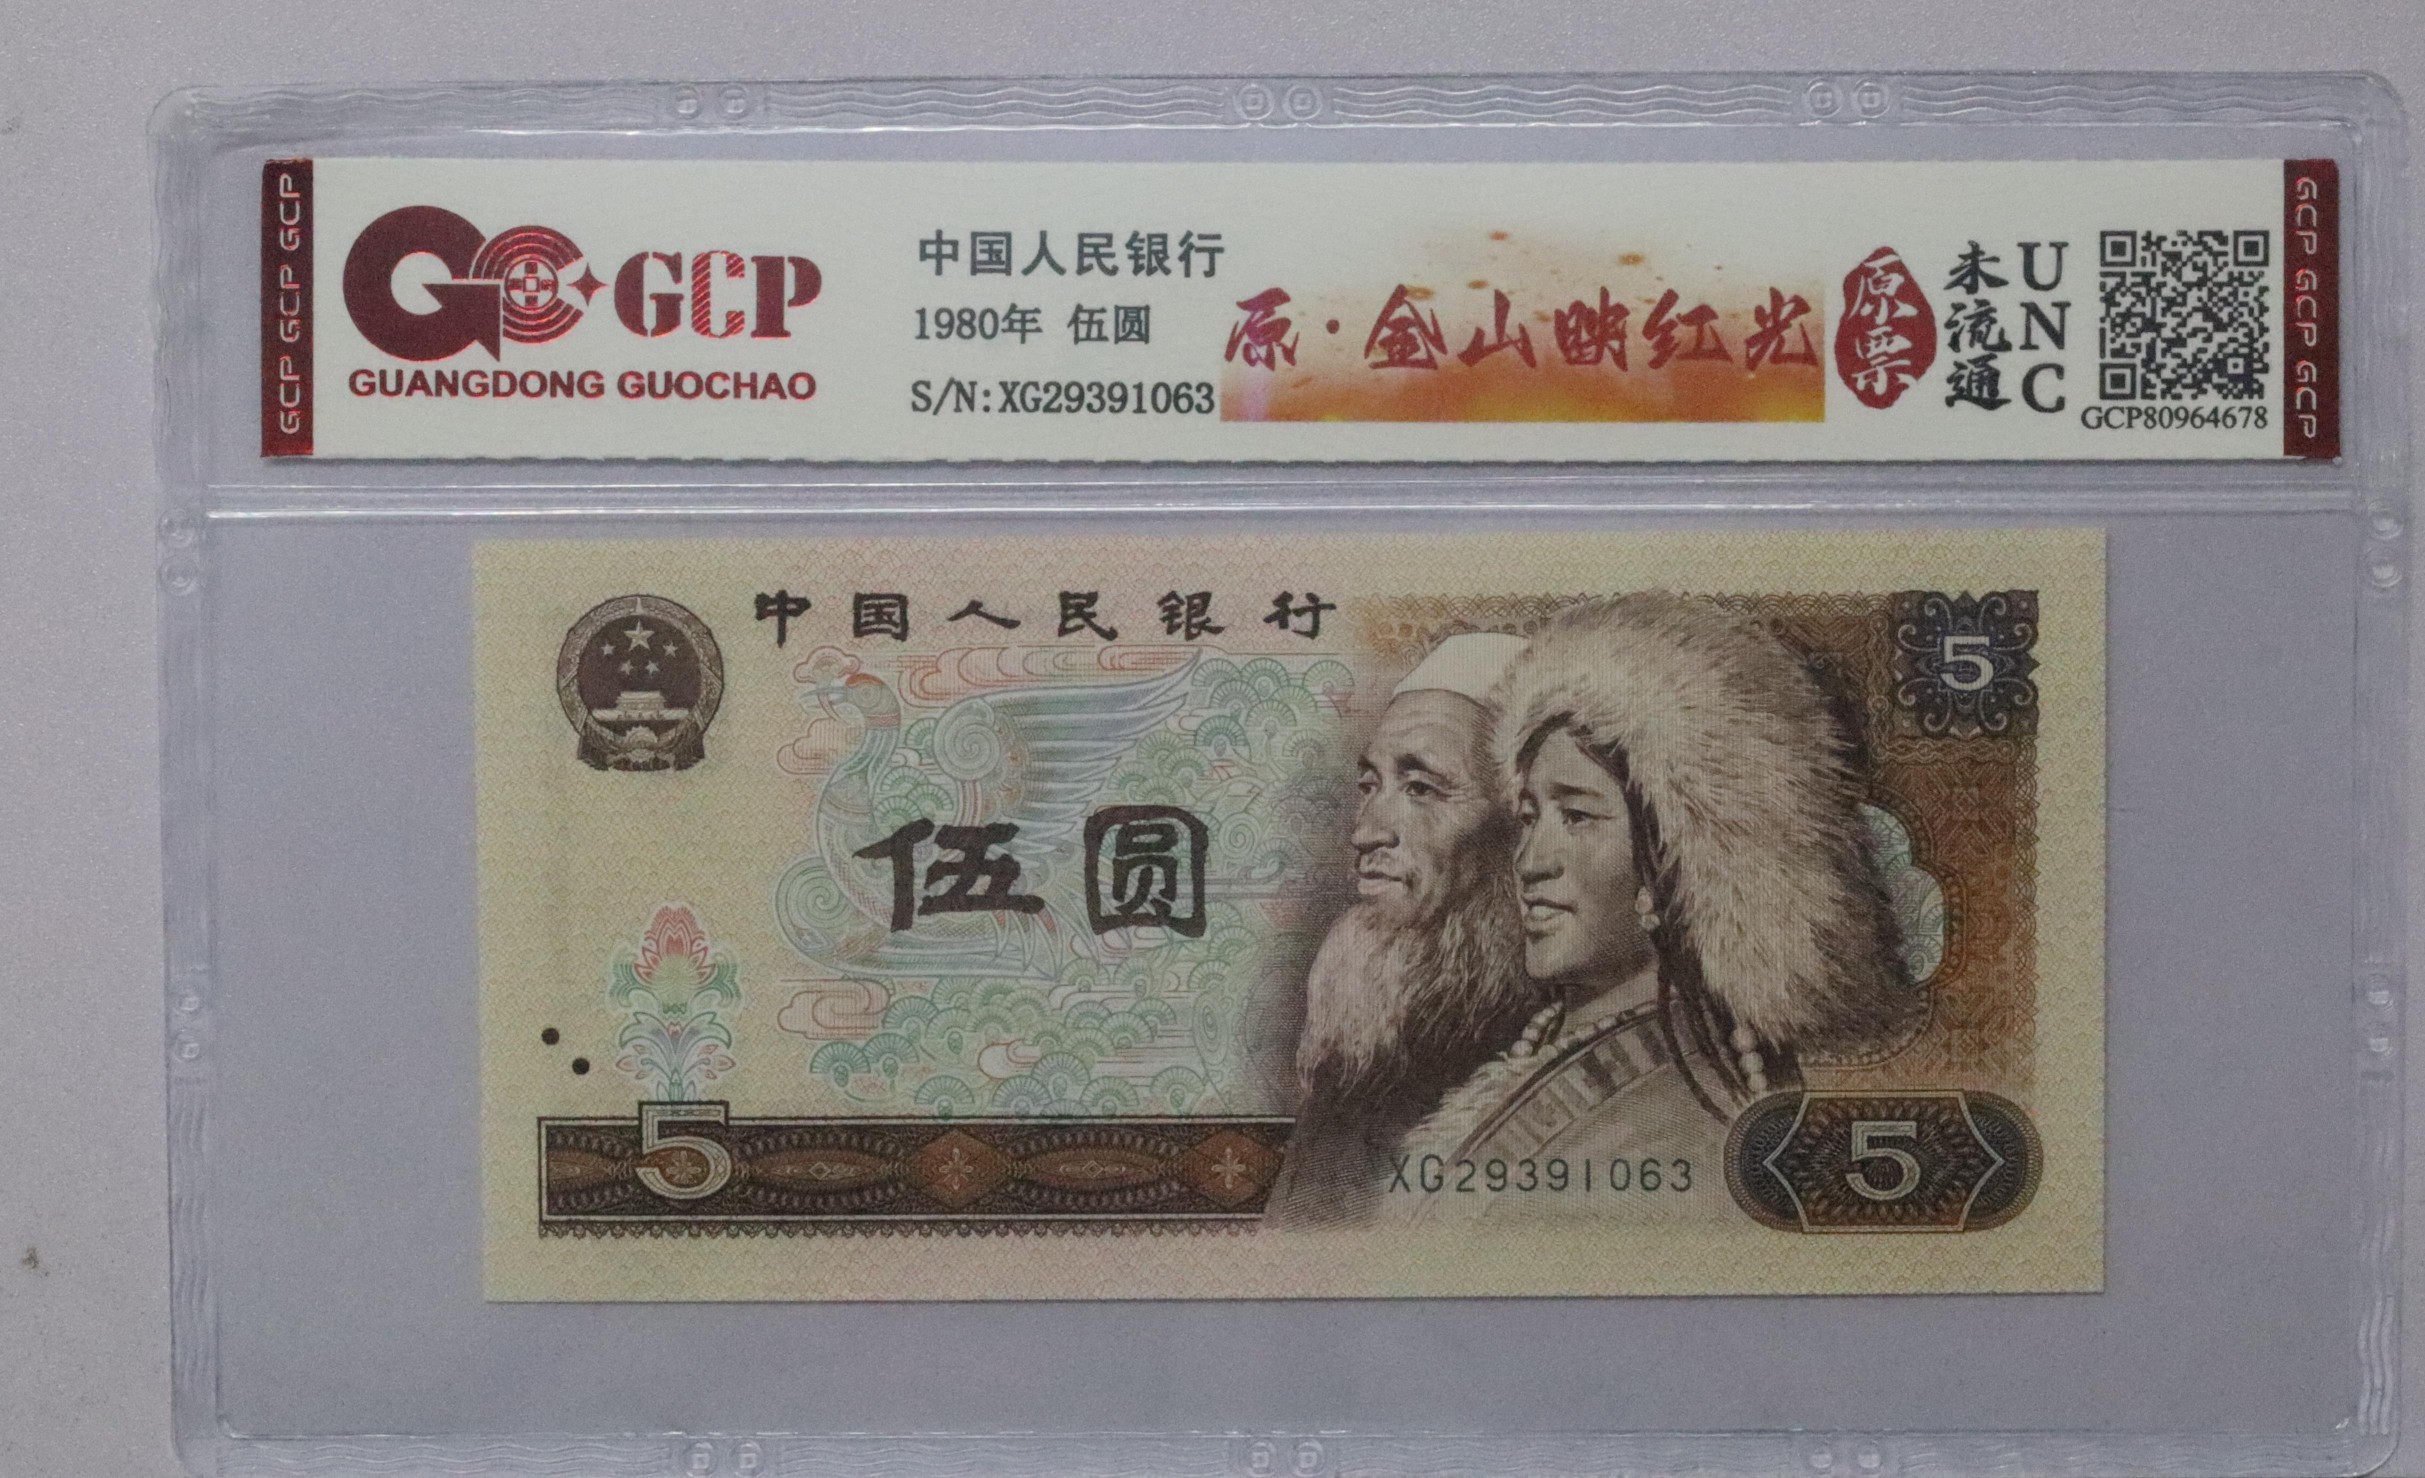 GCP GCP GCP
GCP
GUANGDONG GUOCHAO
中国人民银行
1980年 伍圆
S/N:XG29391063
原·金山映红光
原票
未流通
UNC
GCP80964678
GCP GCP GCP
中国人民银行
5
伍圆
5
XG29391063
5